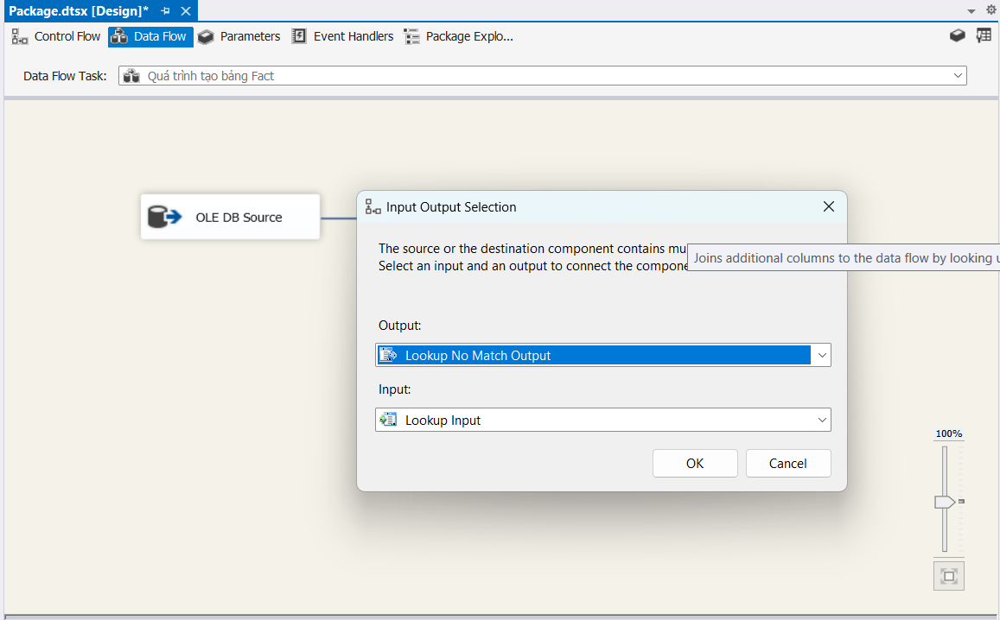 Package.dtsx [Design]*
Control Flow Data Flow Parameters Event Handlers Package Explo...
Data Flow Task: Quá trình tạo bảng Fact
OLE DB Source
Input Output Selection
The source or the destination component contains mu
Select an input and an output to connect the compone
Joins additional columns to the data flow by looking u
Output:
Lookup No Match Output
Input:
Lookup Input
OK Cancel
100%